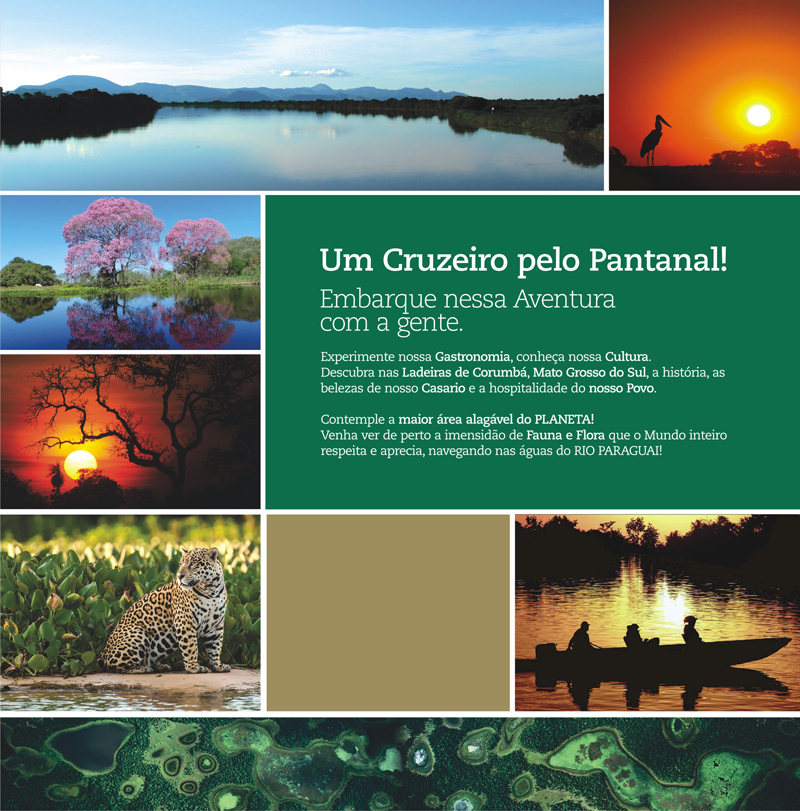 Um Cruzeiro pelo Pantanal!
Embarque nessa Aventura
com a gente.
Experimente nossa Gastronomia, conheça nossa Cultura.
Descubra nas Ladeiras de Corumbá, Mato Grosso do Sul, a história, as
belezas de nosso Casario e a hospitalidade do nosso Povo.
Contemple a maior área alagável do PLANETA!
Venha ver de perto a imensidão de Fauna e Flora que o Mundo inteiro
respeita e aprecia, navegando nas águas do RIO PARAGUAI!